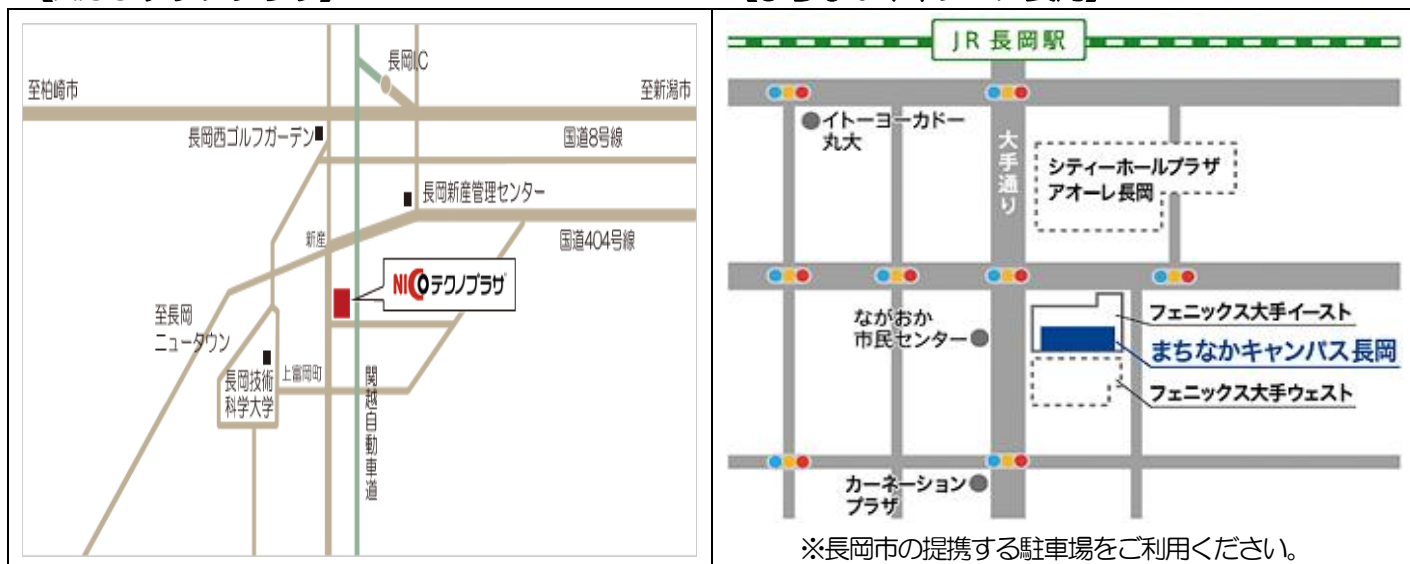 長岡I.C
至柏崎市
至新潟市
長岡西ゴルフガーデン
国道8号線
長岡新産管理センター
新産
国道404号線
NICOテクノプラザ
至長岡
ニュータウン
長岡技術
科学大学
上富岡町
関越自動車道
JR 長岡駅
イトーヨーカドー
丸大
大手通り
シティーホールプラザ
アオーレ長岡
ながおか
市民センター
フェニックス大手イースト
まちなかキャンパス長岡
フェニックス大手ウェスト
カーネーション
プラザ
※長岡市の提携する駐車場をご利用ください。